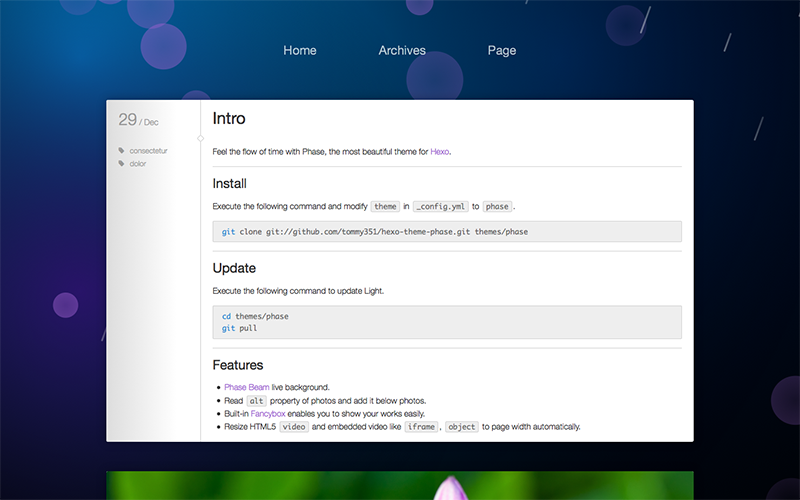 Home Archives Page
29 / Dec
consectetur
dolor
Intro
Feel the flow of time with Phase, the most beautiful theme for Hexo.
Install
Execute the following command and modify theme in _config.yml to phase.
git clone git://github.com/tommy351/hexo-theme-phase.git themes/phase
Update
Execute the following command to update Light.
cd themes/phase
git pull
Features
Phase Beam live background.
Read alt property of photos and add it below photos.
Built-in Fancybox enables you to show your works easily.
Resize HTML5 video and embedded video like iframe, object to page width automatically.